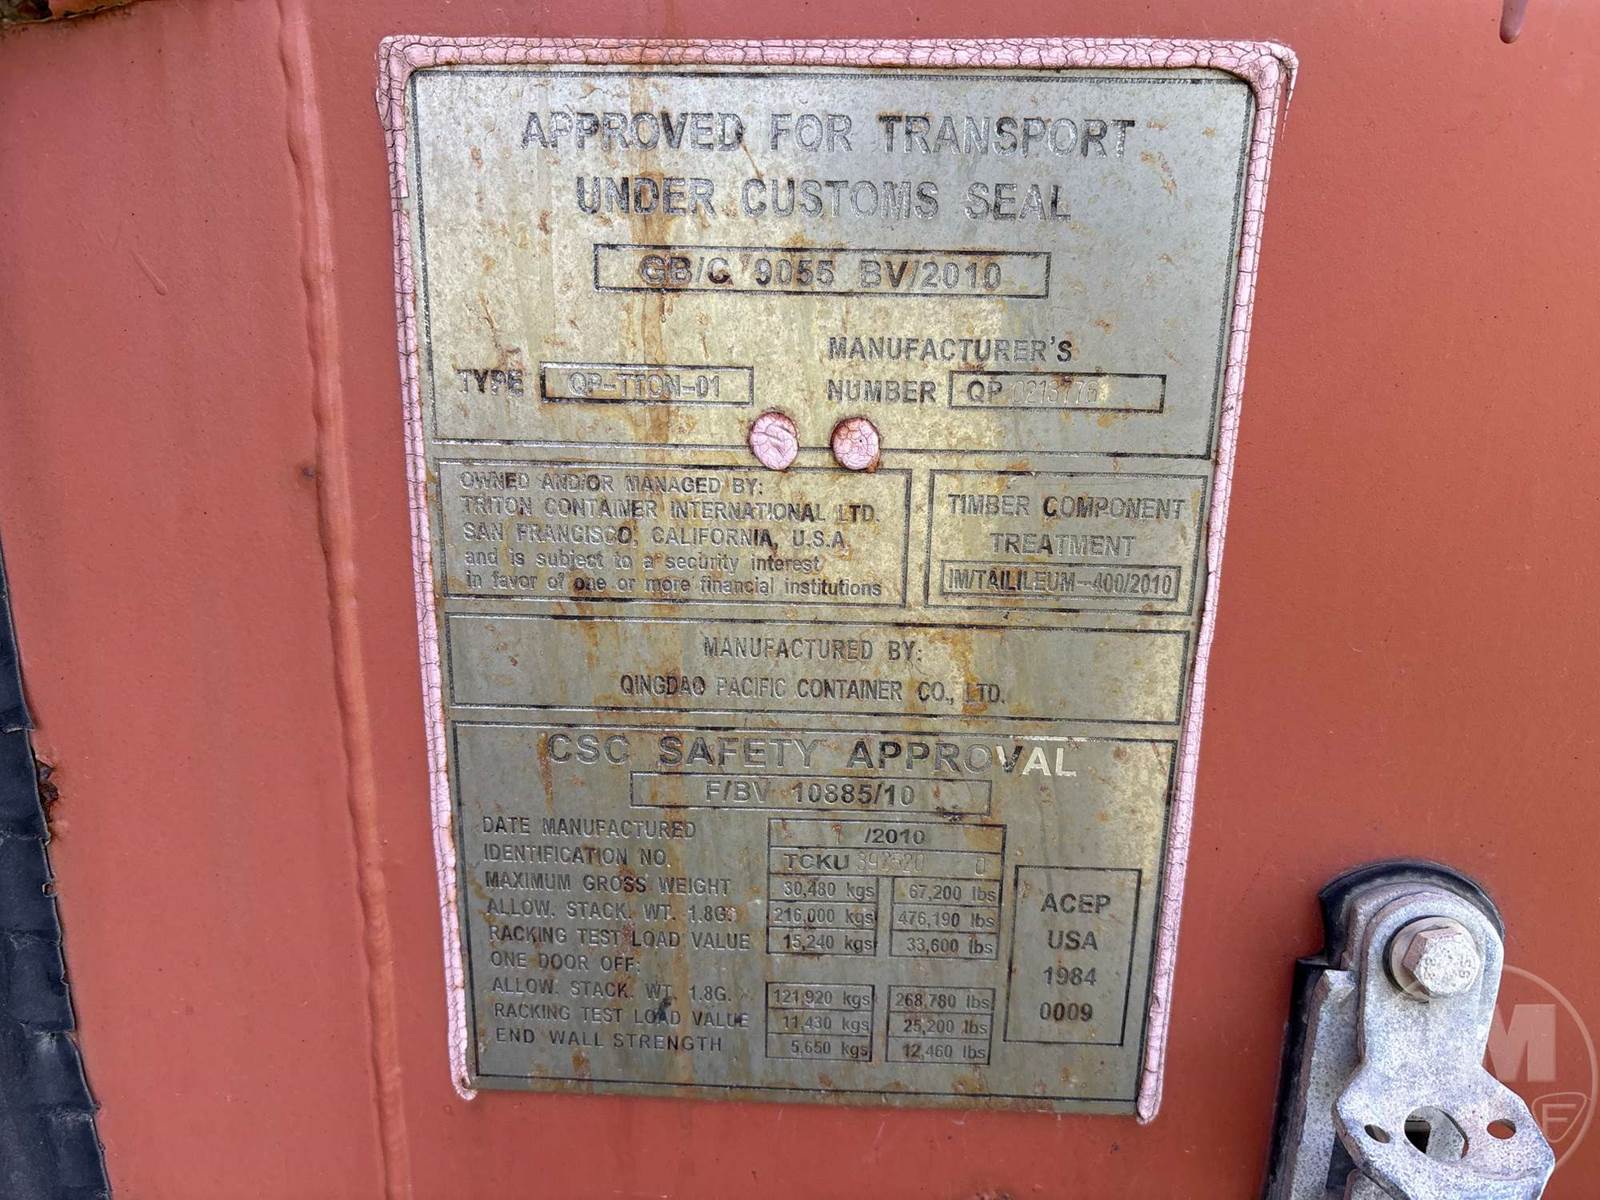 APPROVED FOR TRANSPORT
UNDER CUSTOMS SEAL
GB/C 9055 BV/2010
TYPE QP-TTCN-01
MANUFACTURER'S
NUMBER QP
OWNED AND/OR MANAGED BY:
TRITON CONTAINER INTERNATIONAL LTD.
SAN FRANCISCO, CALIFORNIA, U.S.A.
and is subject to a security interest
in favor of one or more financial institutions
TIMBER COMPONENT
TREATMENT
IM/TAILILEUM-400/2010
MANUFACTURED BY:
QINGDAO PACIFIC CONTAINER CO., LTD.
CSC SAFETY APPROVAL
F/BV 10885/10
DATE MANUFACTURED /2010
IDENTIFICATION NO. TCKU 0
MAXIMUM GROSS WEIGHT 30,480 kgs 67,200 lbs
ALLOW. STACK. WT. 1.8G. 216,000 kgs 476,190 lbs
RACKING TEST LOAD VALUE 15,240 kgs 33,600 lbs
ONE DOOR OFF:
ALLOW. STACK. WT. 1.8G. 121,920 kgs 268,780 lbs
RACKING TEST LOAD VALUE 11,430 kgs 25,200 lbs
END WALL STRENGTH 5,650 kgs 12,460 lbs
ACEP
USA
1984
0009